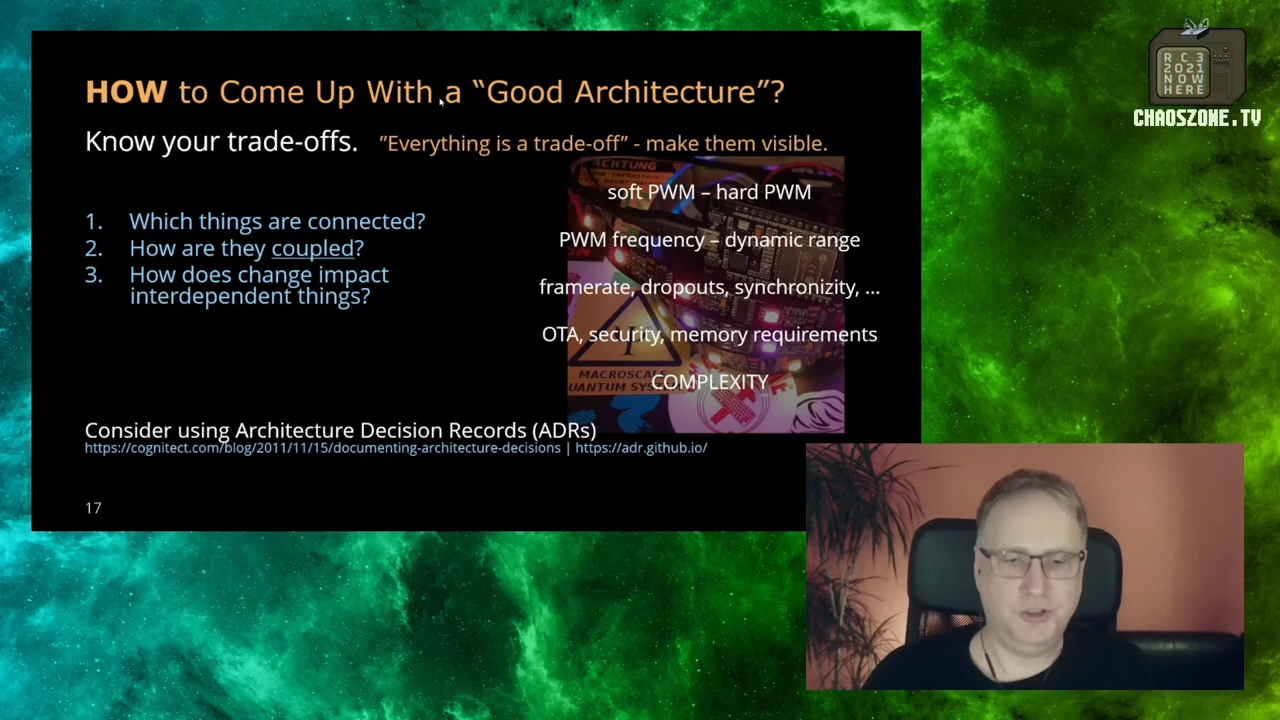 HOW to Come Up With a “Good Architecture”?
Know your trade-offs. ”Everything is a trade-off” - make them visible.
1. Which things are connected?
2. How are they coupled?
3. How does change impact
interdependent things?
ACHTUNG
soft PWM – hard PWM
PWM frequency – dynamic range
framerate, dropouts, synchronizity, ...
OTA, security, memory requirements
MACROSCALE
QUANTUM SYS
COMPLEXITY
Consider using Architecture Decision Records (ADRs)
https://cognitect.com/blog/2011/11/15/documenting-architecture-decisions | https://adr.github.io/
17
RC3
2021
NOW
HERE
CHAOSZONE.TV